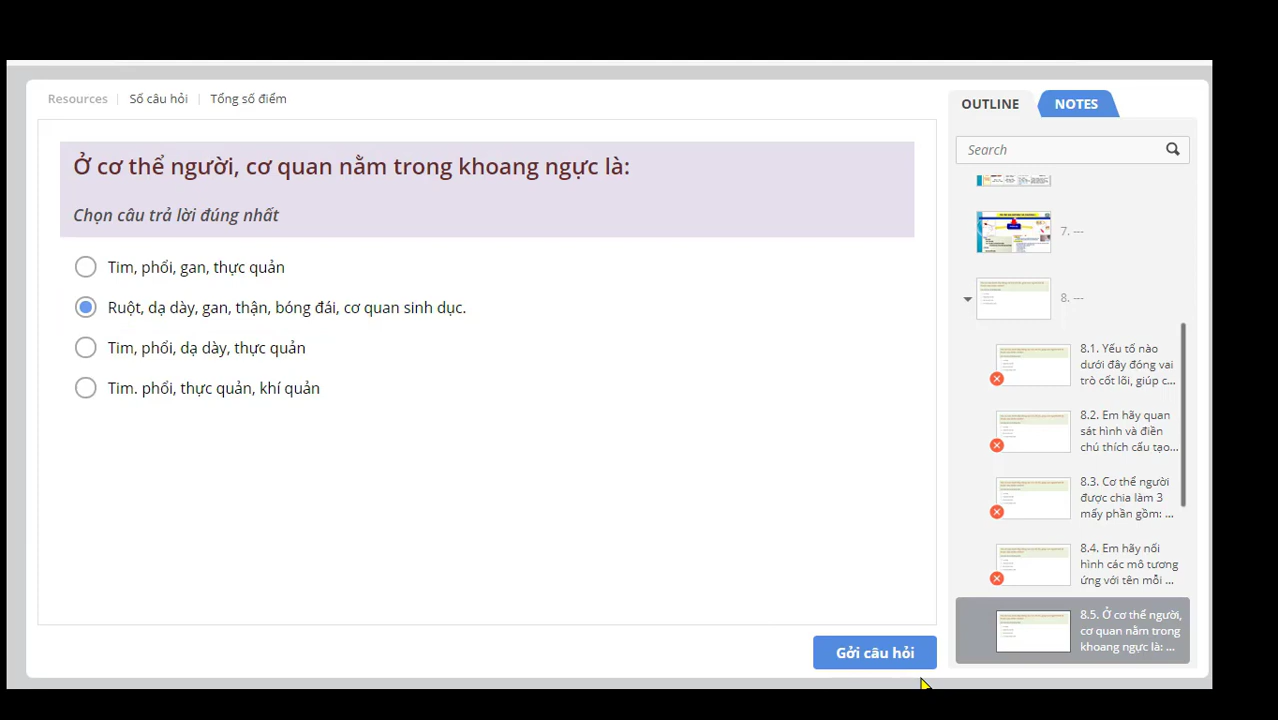 Resources
Số câu hỏi
Tổng số điểm
Ở cơ thể người, cơ quan nằm trong khoang ngực là:
Chọn câu trả lời đúng nhất
Tim, phổi, gan, thực quản
Ruột, dạ dày, gan, thận, bóng đái, cơ quan sinh dục.
Tim, phổi, dạ dày, thực quản
Tim. phổi, thực quản, khí quản
Gởi câu hỏi
OUTLINE
NOTES
Search
7. ---
8. ---
8.1. Yếu tố nào
dưới đây đóng vai
trò cốt lõi, giúp c...
8.2. Em hãy quan
sát hình và điền
chú thích cấu tạo...
8.3. Cơ thể người
được chia làm 3
mấy phần gồm: ...
8.4. Em hãy nối
hình các mô tương
ứng với tên mỗi ...
8.5. Ở cơ thể người,
cơ quan nằm trong
khoang ngực là: ...